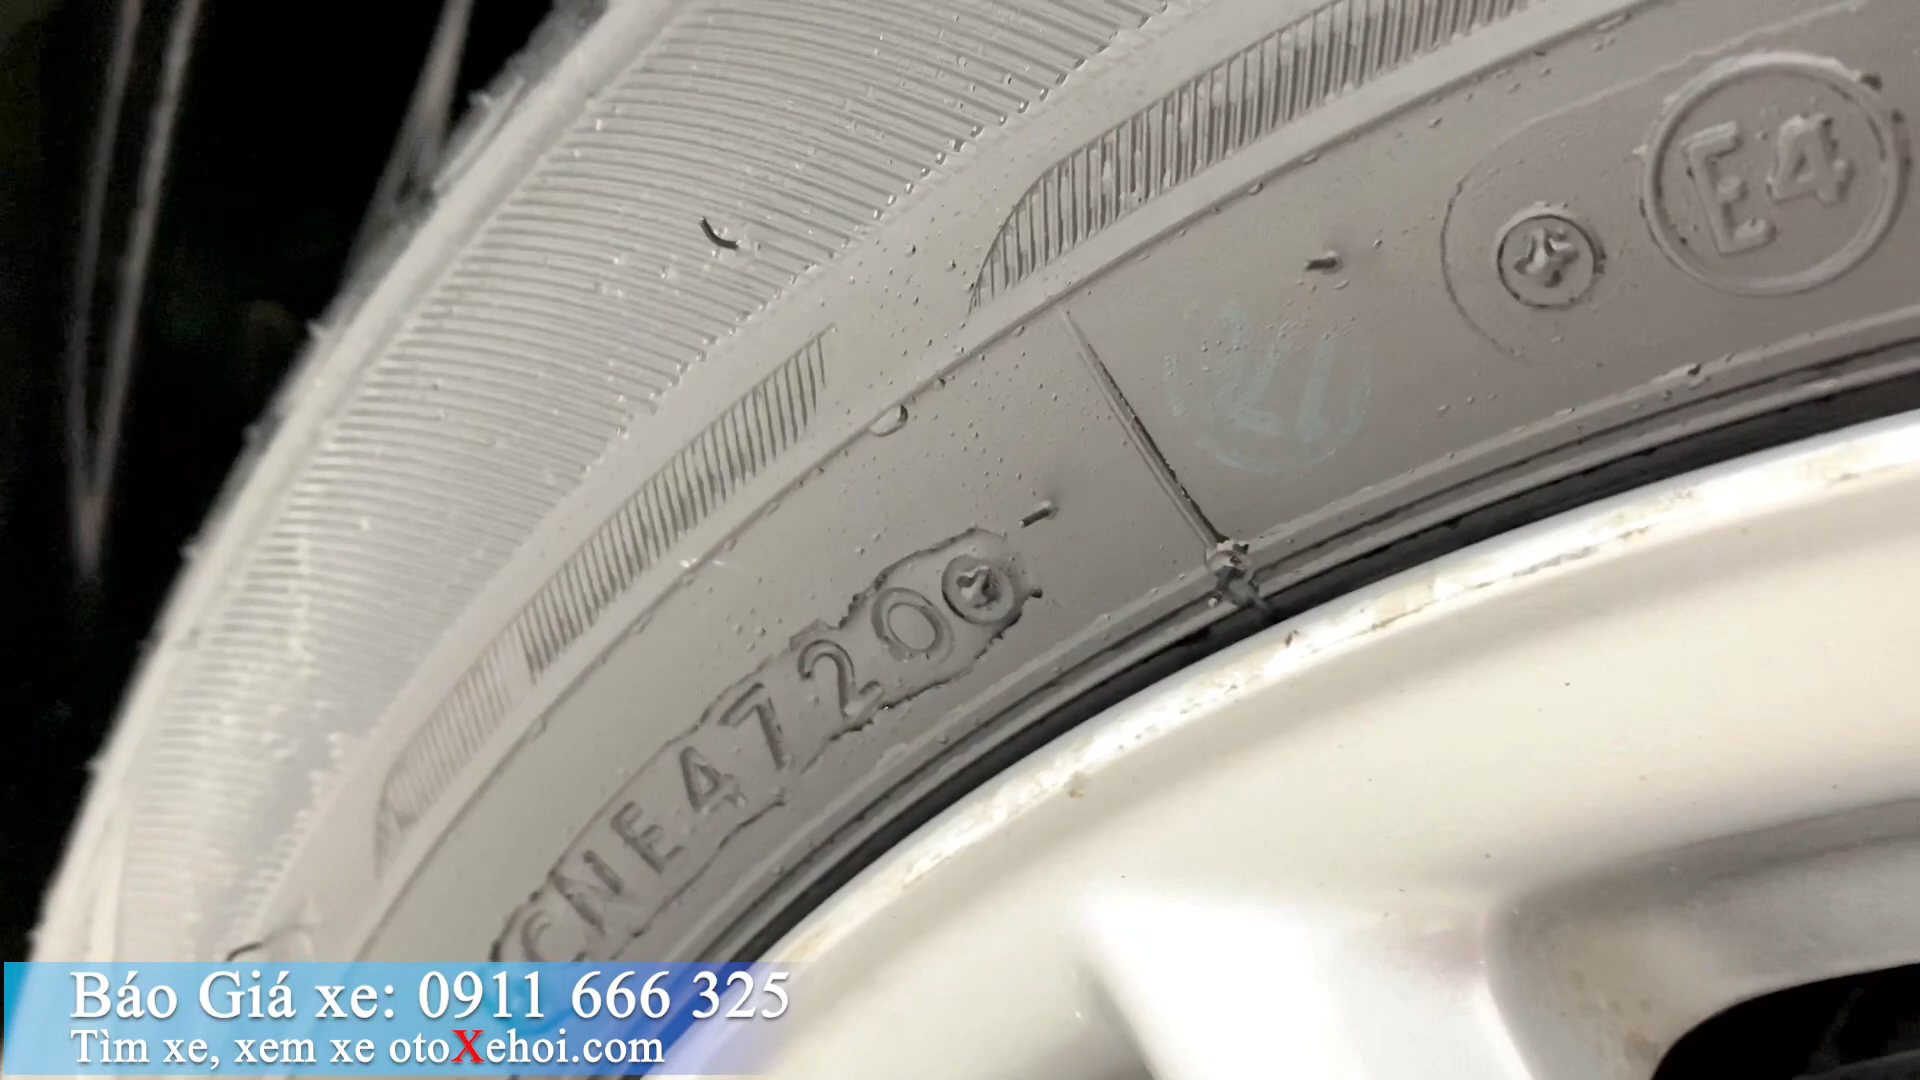 E4
21
CNE4720
Báo Giá xe: 0911 666 325
Tìm xe, xem xe otoXehoi.com